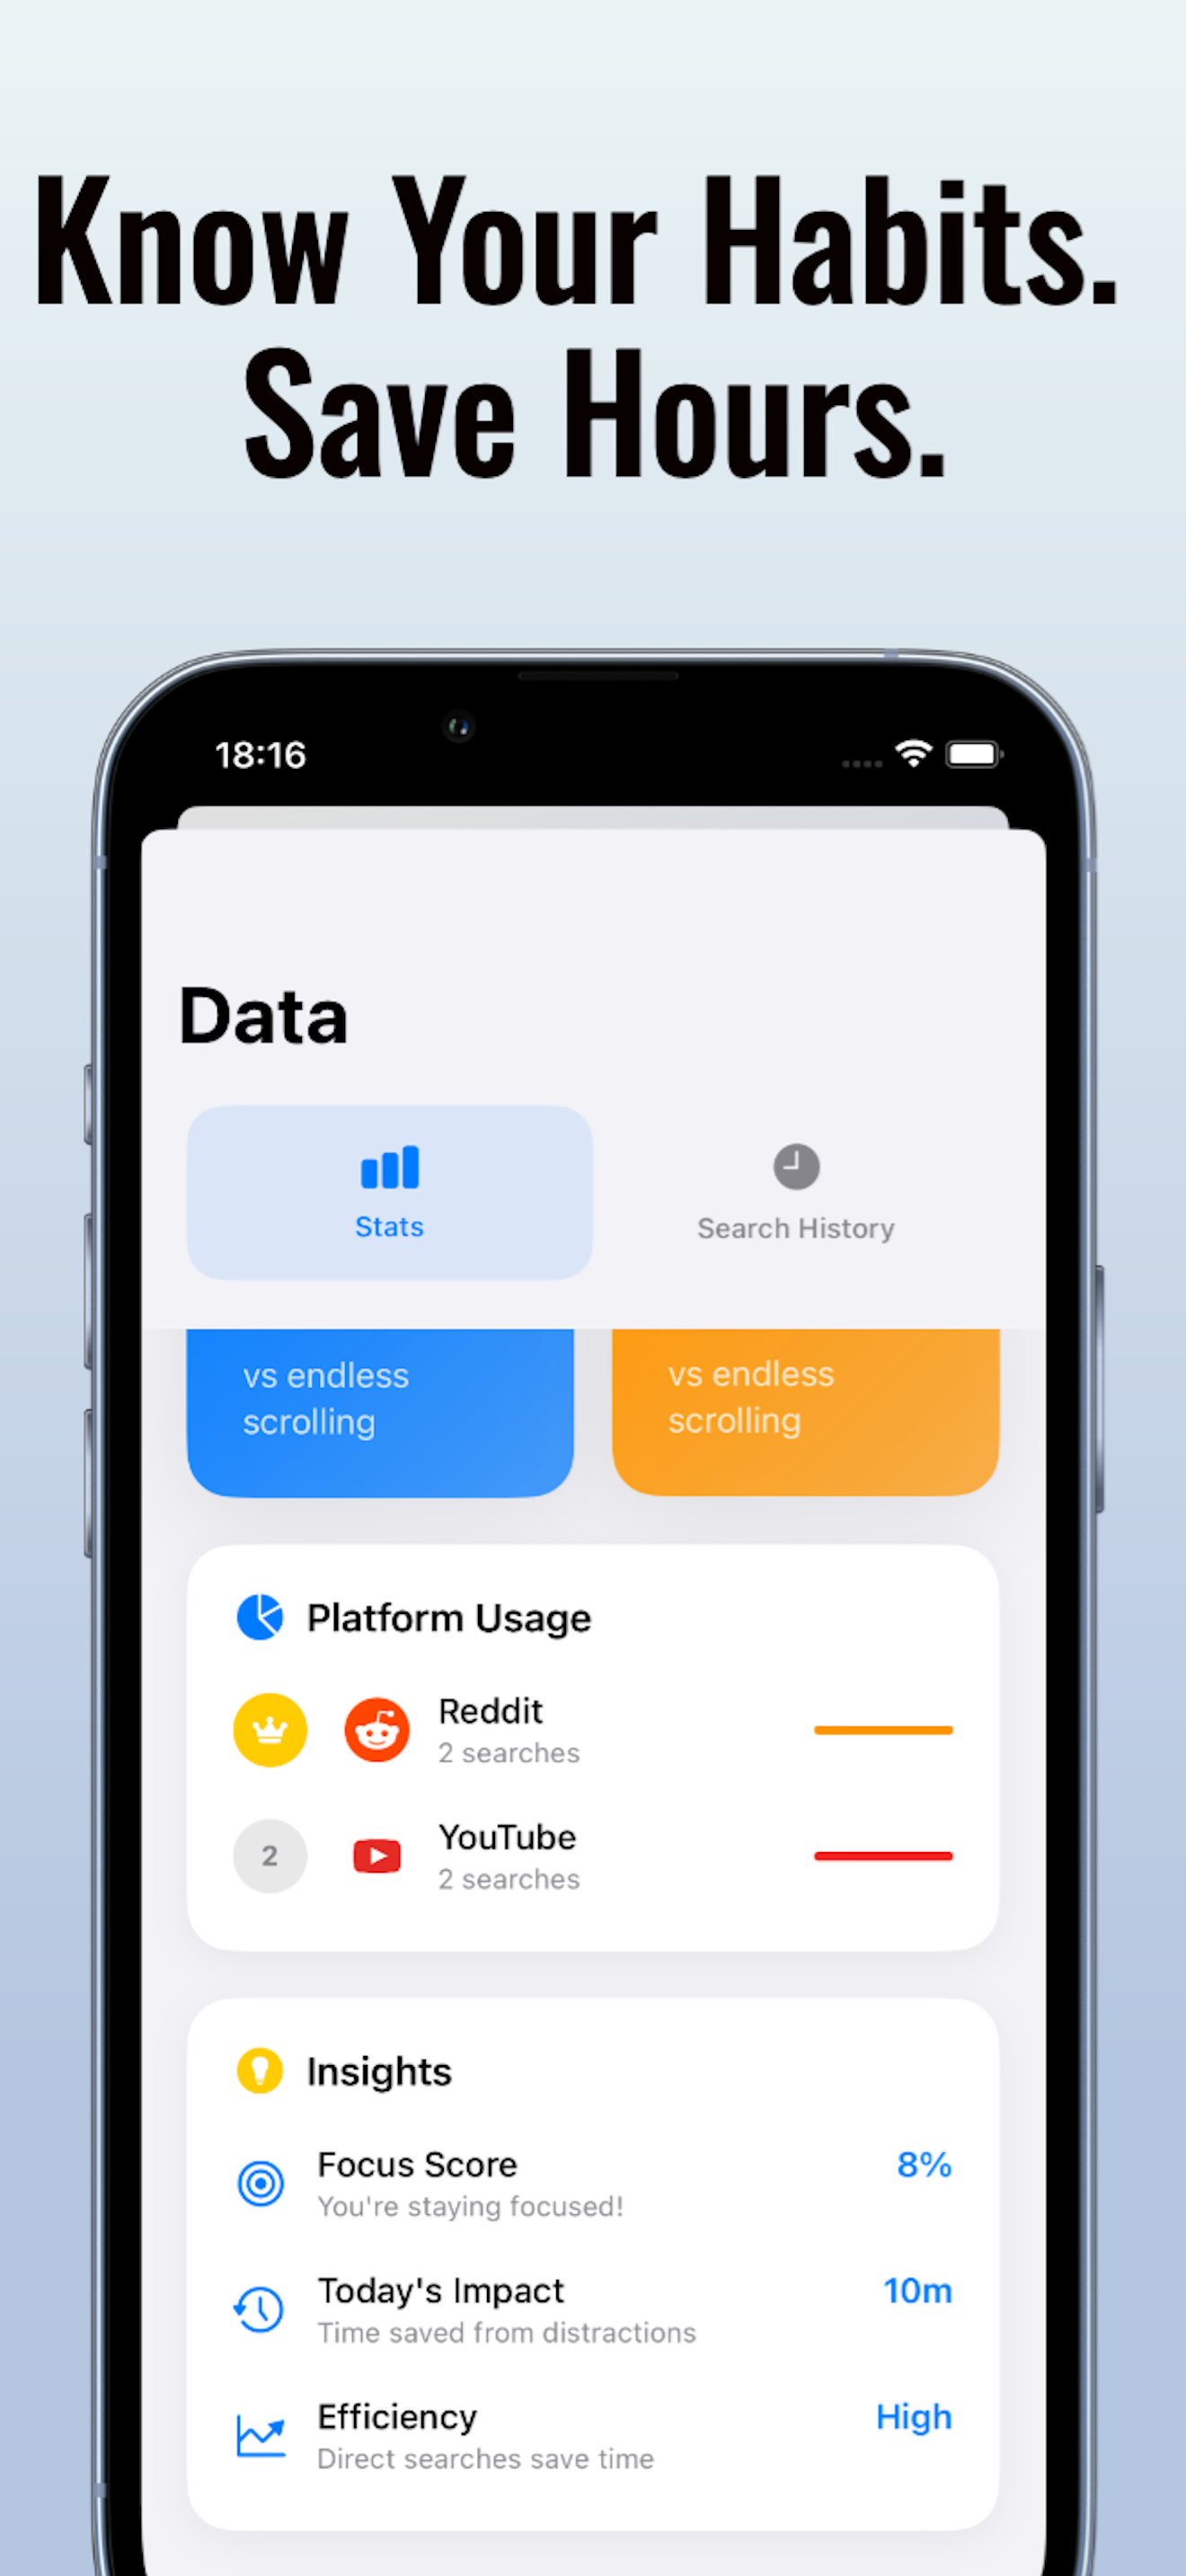 Know Your Habits.
Save Hours.
18:16
Data
Stats
Search History
vs endless
scrolling
vs endless
scrolling
Platform Usage
Reddit
2 searches
2
YouTube
2 searches
Insights
Focus Score
8%
You're staying focused!
Today's Impact
10m
Time saved from distractions
Efficiency
High
Direct searches save time